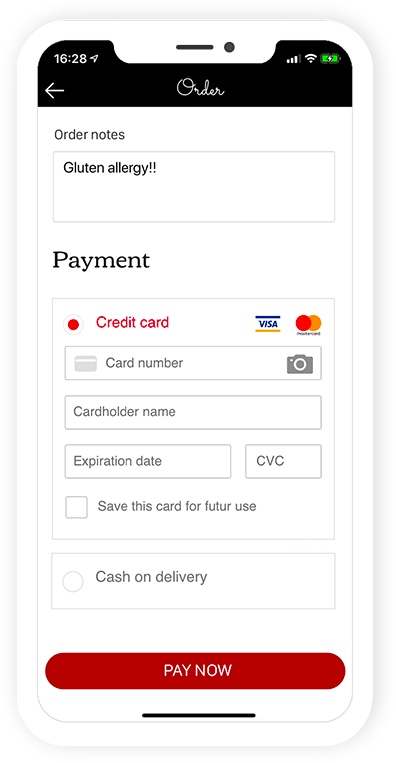 16:28
Order
Order notes
Gluten allergy!!
Payment
Credit card
VISA
mastercard
Card number
Cardholder name
Expiration date
CVC
Save this card for futur use
Cash on delivery
PAY NOW